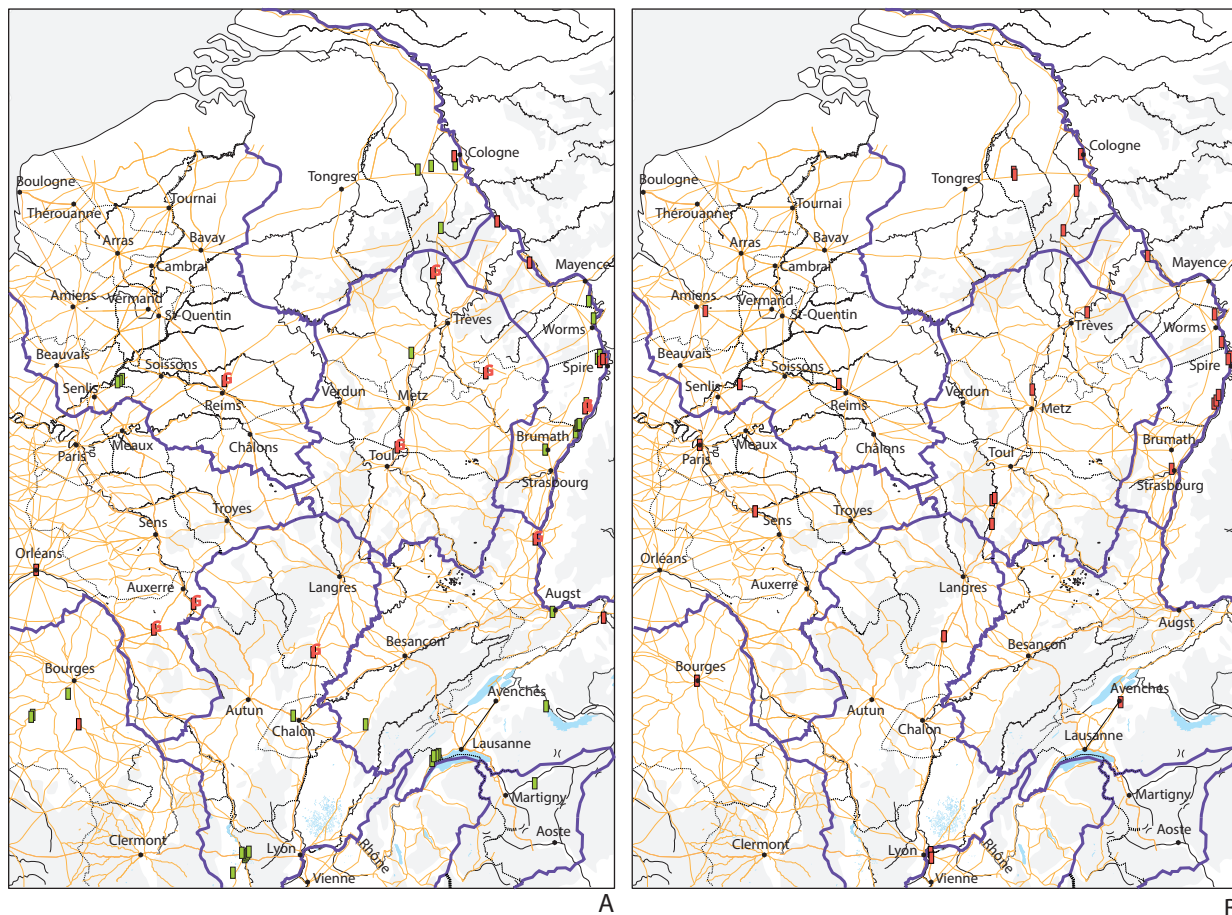 Cologne
Boulogne
Tongres
Tournai
Thérouanne
Arras
Bavay
Cambrai
Mayence
Amiens
Vermand
St-Quentin
Trèves
Worms
Beauvais
Soissons
Spire
Senlis
G
G
G
Reims
Verdun
Metz
G
Meaux
Paris
Châlons
G
Brumath
Toul
Strasbourg
Sens
Troyes
G
Orléans
Auxerre
Langres
G
Augst
G
G
Besançon
Bourges
Autun
Avenches
Chalon
Lausanne
Martigny
Clermont
Lyon
Rhône
Aoste
Vienne
A
Cologne
Boulogne
Tongres
Tournai
Thérouanne
Arras
Bavay
Cambral
Mayence
Amiens
Vermand
St-Quentin
Trèves
Worms
Beauvais
Soissons
Spire
Senlis
Reims
Verdun
Metz
Meaux
Paris
Châlons
Brumath
Toul
Strasbourg
Sens
Troyes
Orléans
Auxerre
Langres
Augst
Besançon
Bourges
Autun
Avenches
Chalon
Lausanne
Martigny
Clermont
Lyon
Rhône
Aoste
Vienne